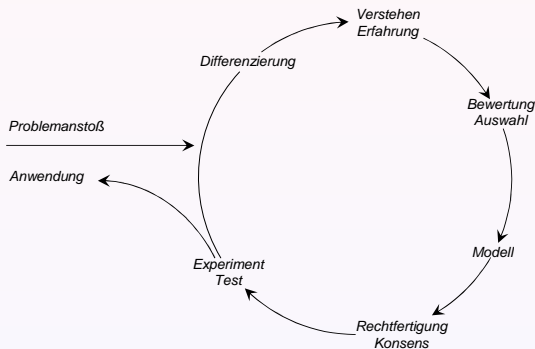 Verstehen
Erfahrung
Differenzierung
Bewertung
Auswahl
Problemanstoß
Anwendung
Modell
Experiment
Test
Rechtfertigung
Konsens